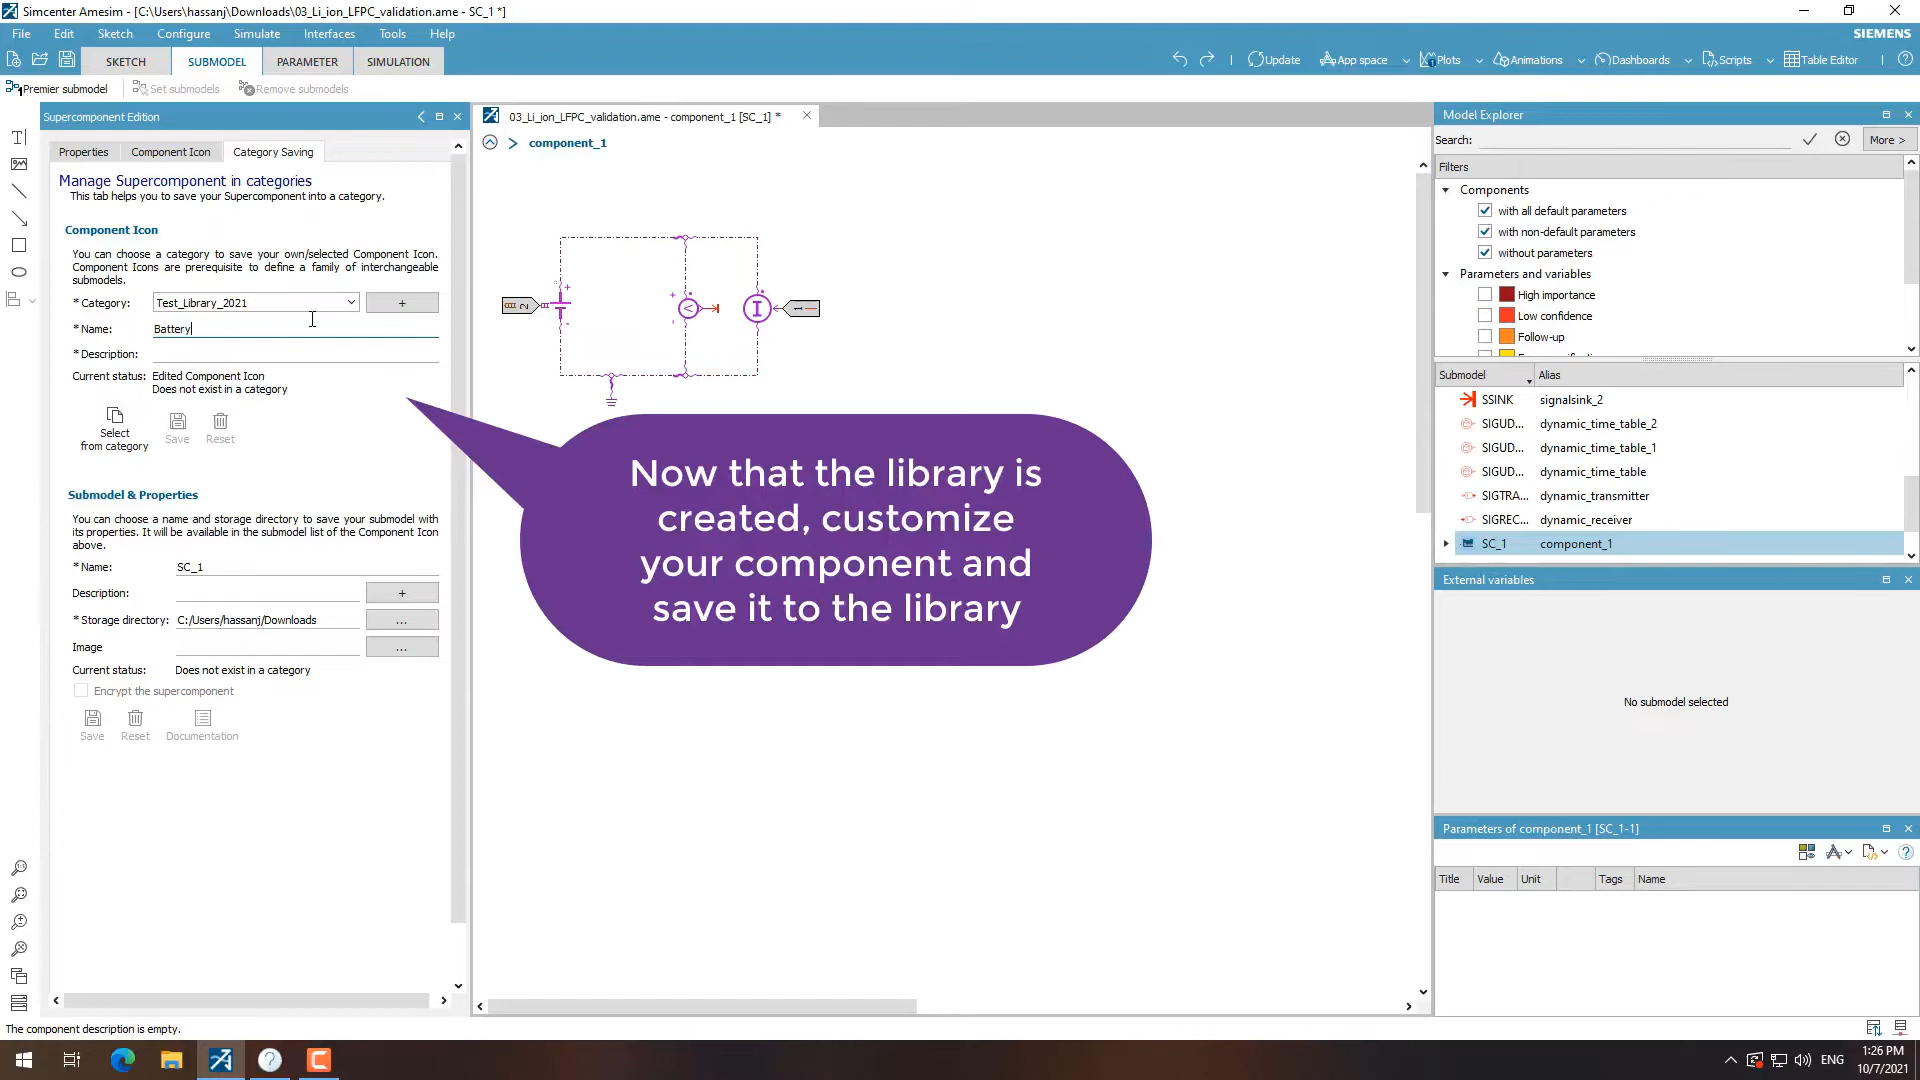 Simcenter Amesim - [C:\Users\hassanj\Downloads\03_Li_ion_LFPC_validation.ame - SC_1 *]
File Edit Sketch Configure Simulate Interfaces Tools Help
SIEMENS
SKETCH SUBMODEL PARAMETER SIMULATION
Update App space Plots Animations Dashboards Scripts Table Editor ?
Premier submodel Set submodels Remove submodels
Supercomponent Edition
Properties Component Icon Category Saving
Manage Supercomponent in categories
This tab helps you to save your Supercomponent into a category.
Component Icon
You can choose a category to save your own/selected Component Icon.
Component Icons are prerequisite to define a family of interchangeable
submodels.
* Category: Test_Library_2021 +
* Name: Battery
* Description:
Current status: Edited Component Icon
Does not exist in a category
Select
from category
Save Reset
Submodel & Properties
You can choose a name and storage directory to save your submodel with
its properties. It will be available in the submodel list of the Component Icon
above.
* Name: SC_1
Description: +
* Storage directory: C:/Users/hassanj/Downloads ...
Image ...
Current status: Does not exist in a category
Encrypt the supercomponent
Save Reset Documentation
03_Li_ion_LFPC_validation.ame - component_1 [SC_1] *
component_1
2
V
I
1
Now that the library is
created, customize
your component and
save it to the library
Model Explorer
Search: More >
Filters
Components
with all default parameters
with non-default parameters
without parameters
Parameters and variables
High importance
Low confidence
Follow-up
Submodel Alias
SSINK signalsink_2
SIGUD... dynamic_time_table_2
SIGUD... dynamic_time_table_1
SIGUD... dynamic_time_table
SIGTRA... dynamic_transmitter
SIGREC... dynamic_receiver
SC_1 component_1
External variables
No submodel selected
Parameters of component_1 [SC_1-1]
Title Value Unit Tags Name
The component description is empty.
ENG
1:26 PM
10/7/2021